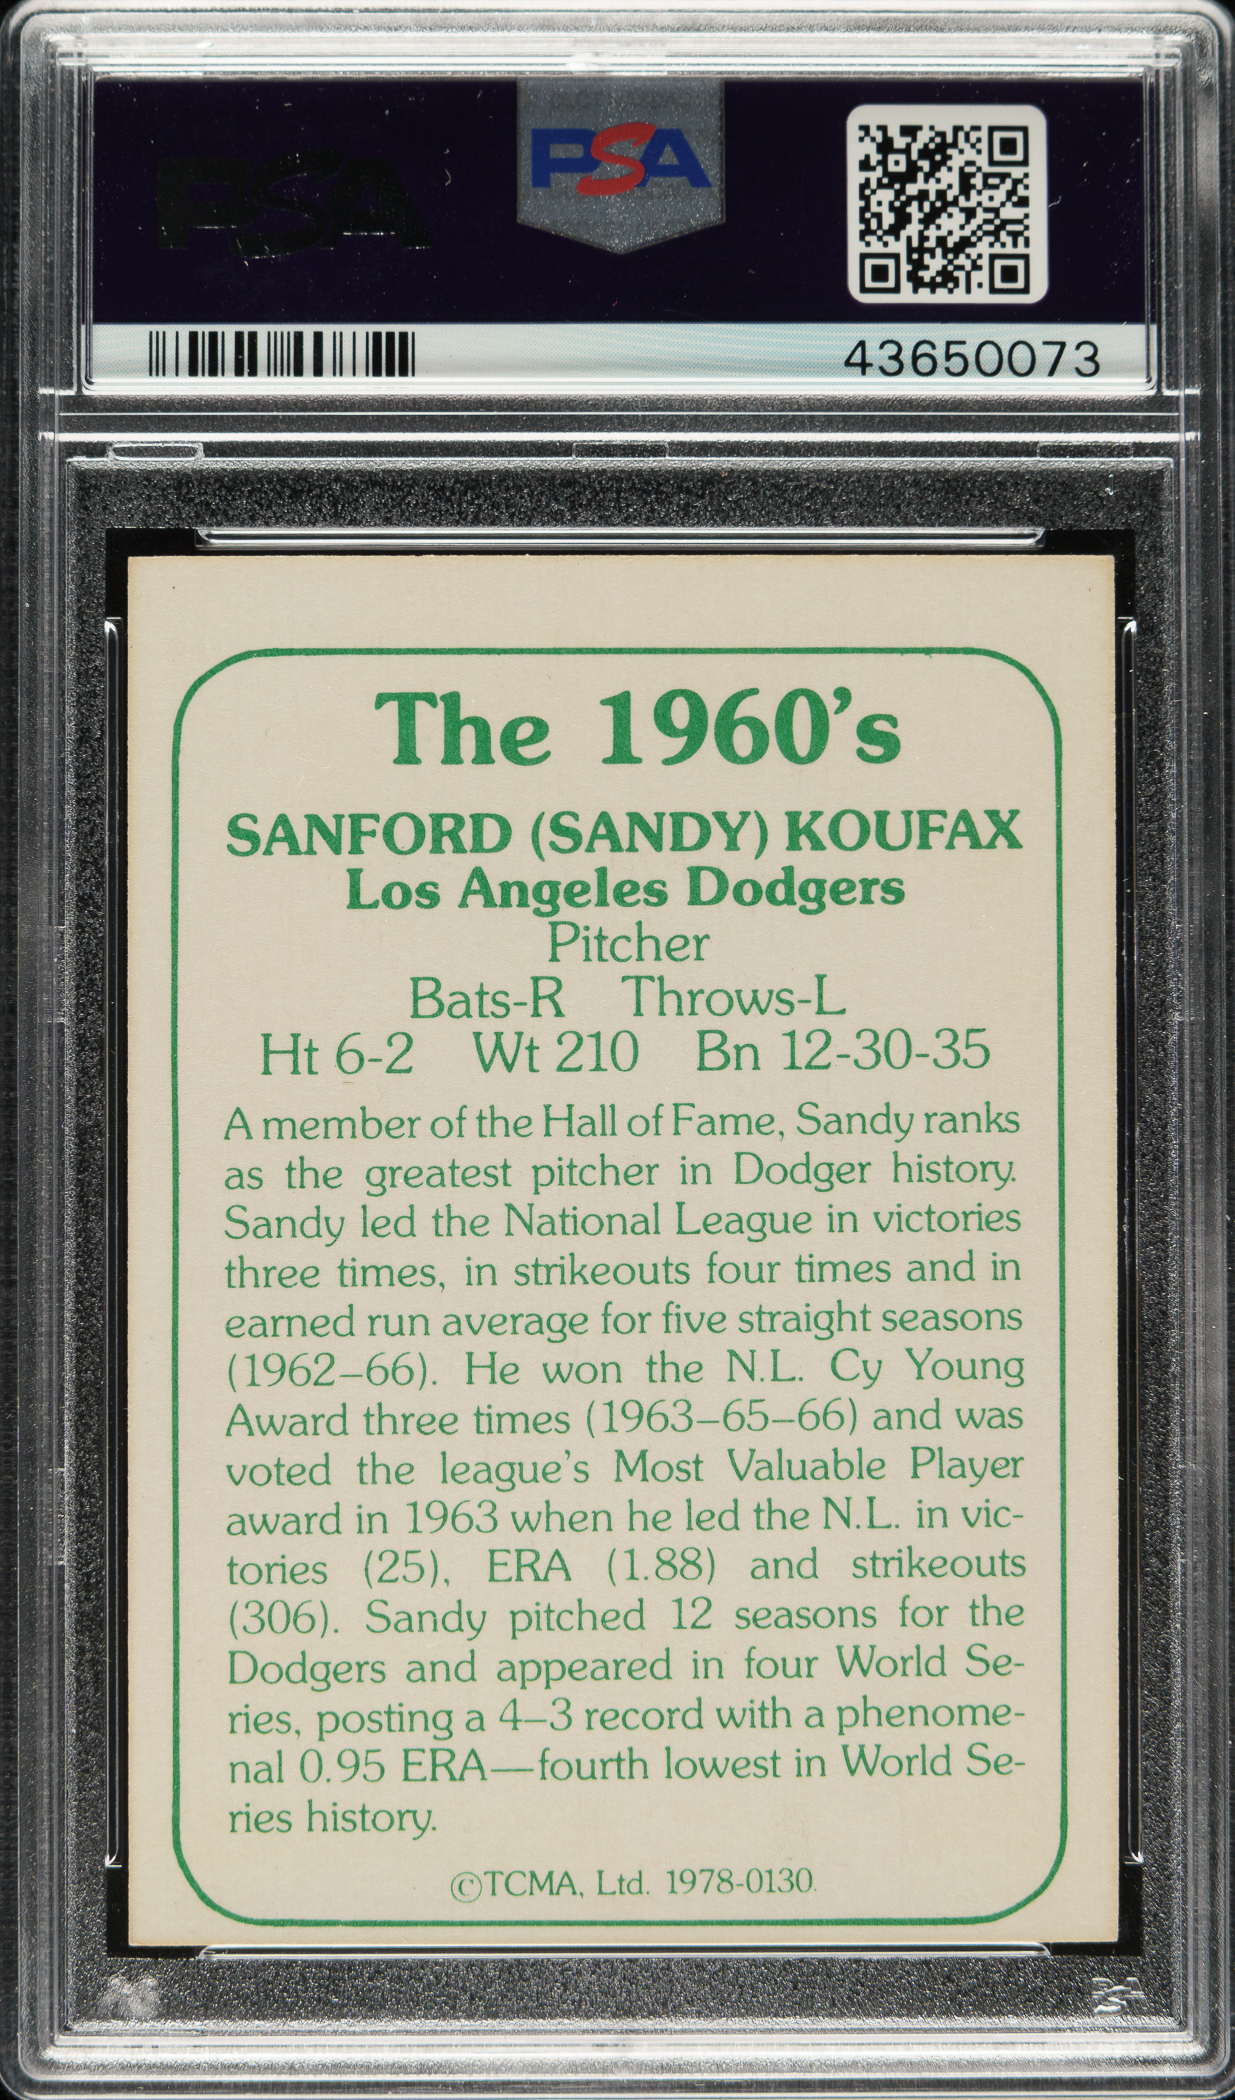 PSA
PSA
43650073
The 1960's
SANFORD (SANDY) KOUFAX
Los Angeles Dodgers
Pitcher
Bats-R Throws-L
Ht 6-2 Wt 210 Bn 12-30-35
A member of the Hall of Fame, Sandy ranks
as the greatest pitcher in Dodger history.
Sandy led the National League in victories
three times, in strikeouts four times and in
earned run average for five straight seasons
(1962–66). He won the N.L. Cy Young
Award three times (1963–65–66) and was
voted the league's Most Valuable Player
award in 1963 when he led the N.L. in vic-
tories (25), ERA (1.88) and strikeouts
(306). Sandy pitched 12 seasons for the
Dodgers and appeared in four World Se-
ries, posting a 4–3 record with a phenome-
nal 0.95 ERA—fourth lowest in World Se-
ries history.
©TCMA, Ltd. 1978-0130
PSA